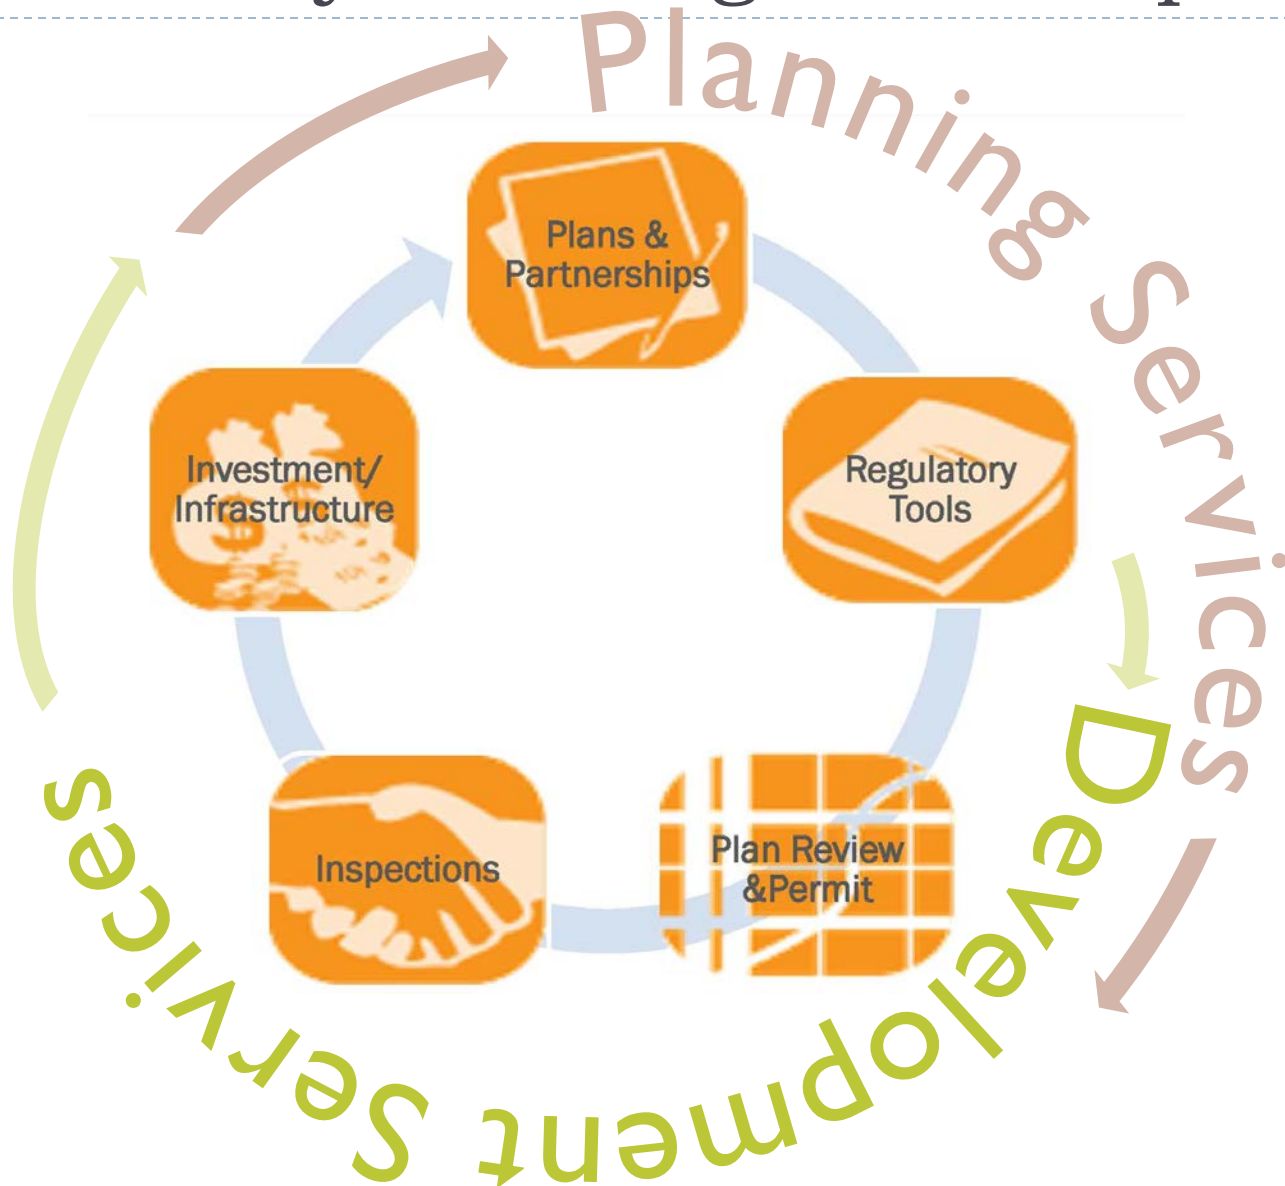 Planning Services
Plans &
Partnerships
Regulatory
Tools
Plan Review
&Permit
Inspections
Investment/
Infrastructure
Development Services